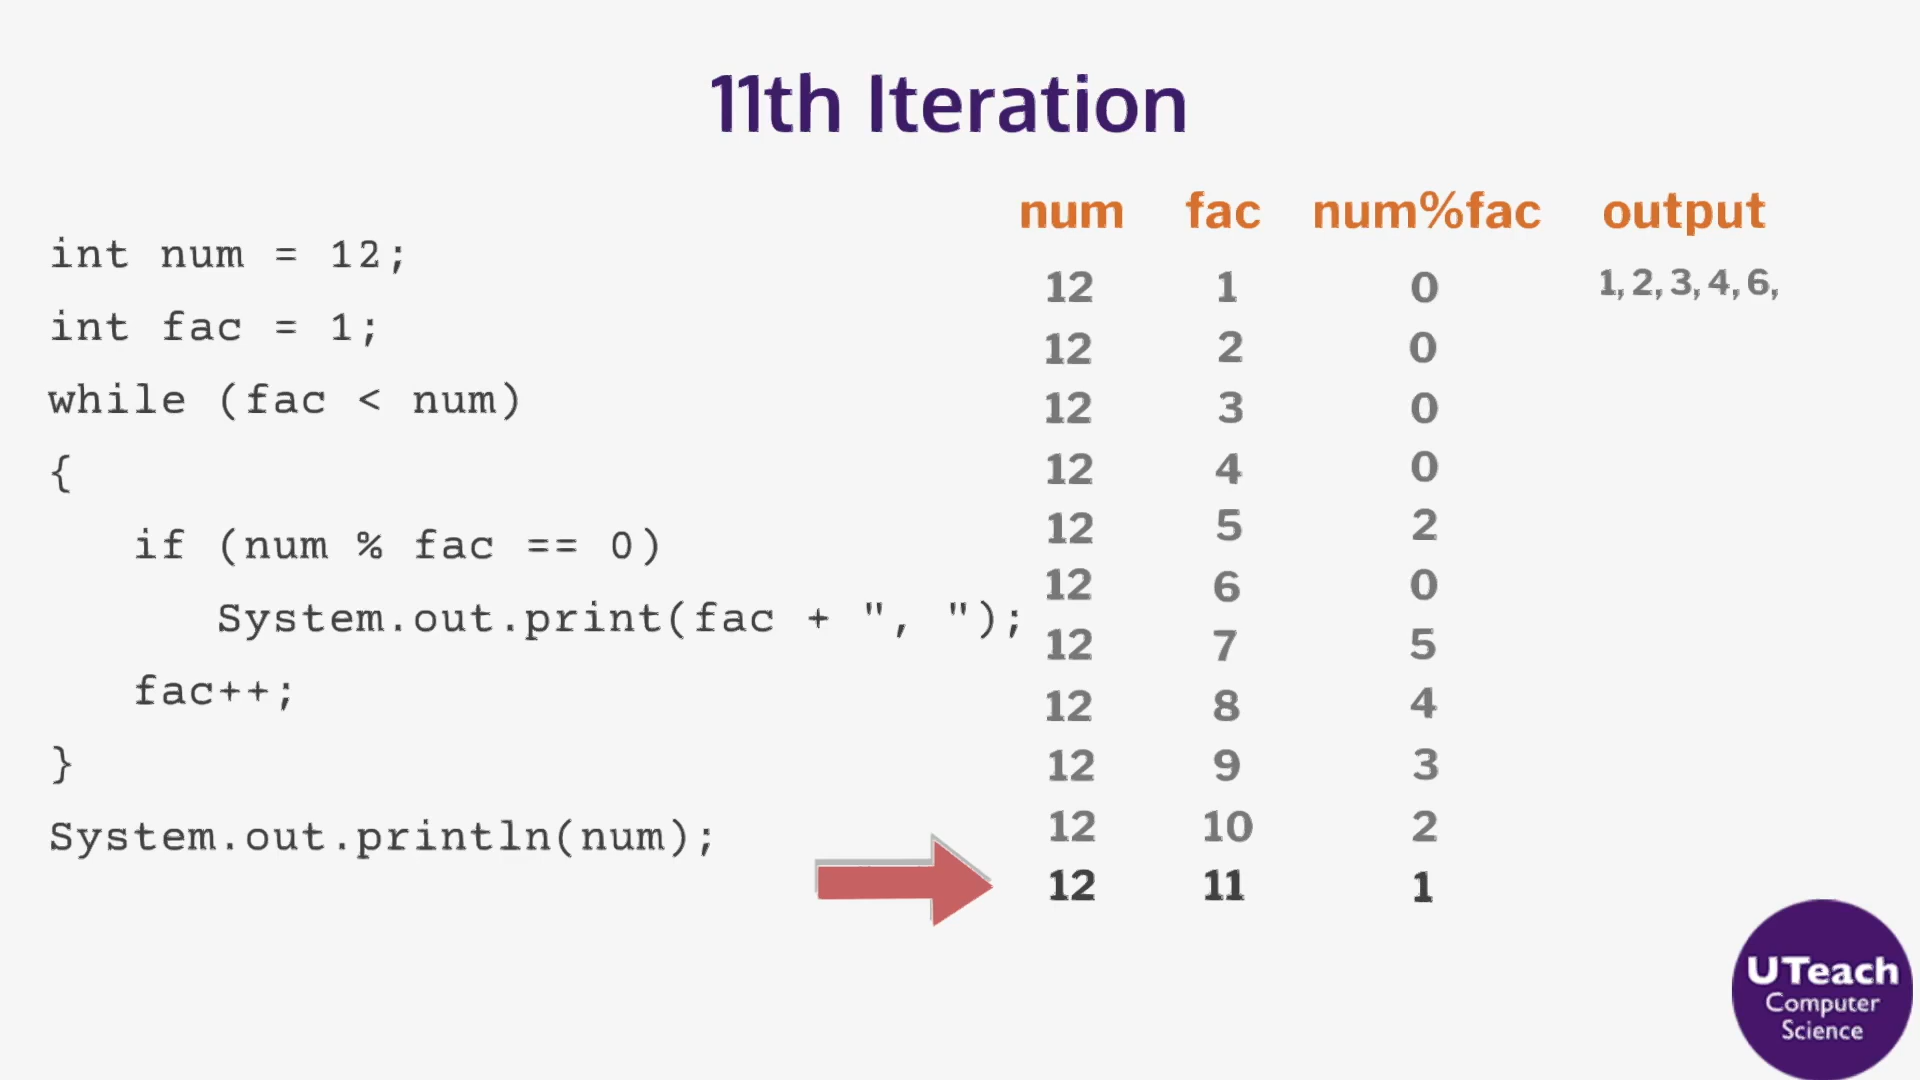 11th Iteration
int num = 12;
int fac = 1;
while (fac < num)
{
if (num % fac == 0)
System.out.print(fac + ", ");
fac++;
}
System.out.println(num);
num fac num%fac output
12 1 0 1, 2, 3, 4, 6,
12 2 0
12 3 0
12 4 0
12 5 2
12 6 0
12 7 5
12 8 4
12 9 3
12 10 2
12 11 1
UTeach
Computer
Science